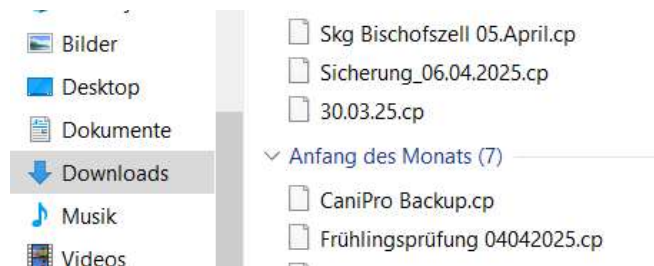 Bilder
Desktop
Dokumente
Downloads
Musik
Videos
Skg Bischofszell 05.April.cp
Sicherung_06.04.2025.cp
30.03.25.cp
Anfang des Monats (7)
CaniPro Backup.cp
Frühlingsprüfung 04042025.cp